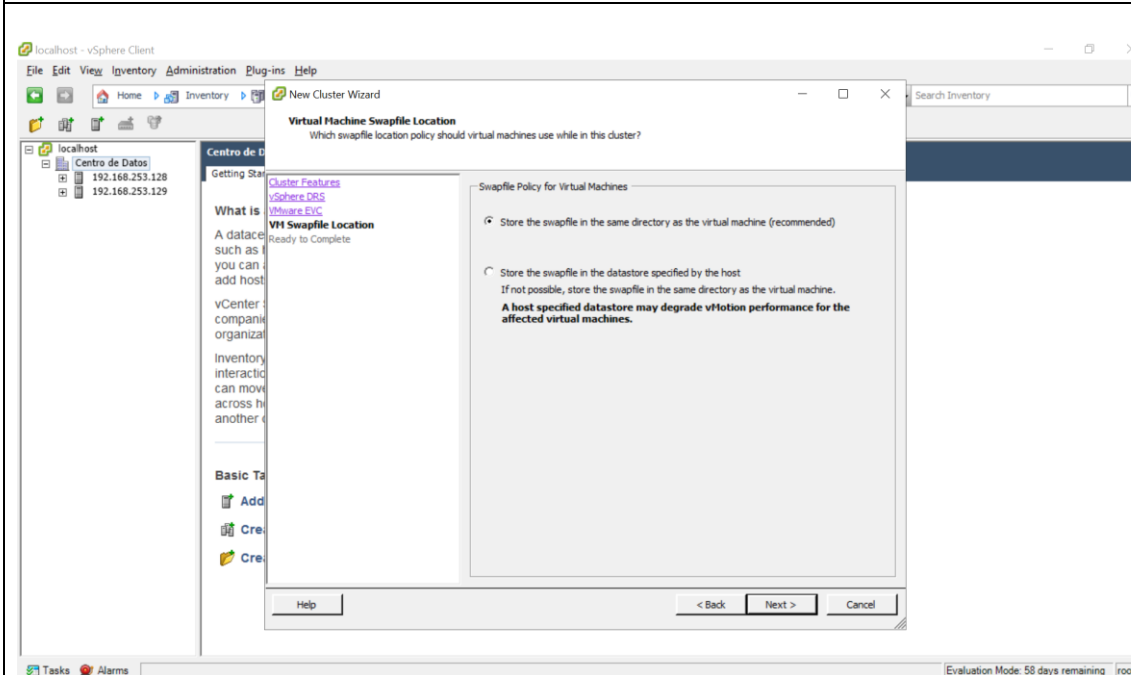 localhost - vSphere Client
File Edit View Inventory Administration Plug-ins Help
Home Inventory
Search Inventory
localhost
Centro de Datos
192.168.253.128
192.168.253.129
Centro de D
Getting Star
What is
A datace
such as h
you can a
add host
vCenter S
companie
organizat
Inventory
interactio
can move
across h
another
Basic Ta
Add
Crea
Crea
New Cluster Wizard
Virtual Machine Swapfile Location
Which swapfile location policy should virtual machines use while in this cluster?
Cluster Features
vSphere DRS
VMware EVC
VM Swapfile Location
Ready to Complete
Swapfile Policy for Virtual Machines
Store the swapfile in the same directory as the virtual machine (recommended)
Store the swapfile in the datastore specified by the host
If not possible, store the swapfile in the same directory as the virtual machine.
A host specified datastore may degrade vMotion performance for the
affected virtual machines.
Help
< Back Next > Cancel
Tasks Alarms
Evaluation Mode: 58 days remaining roo